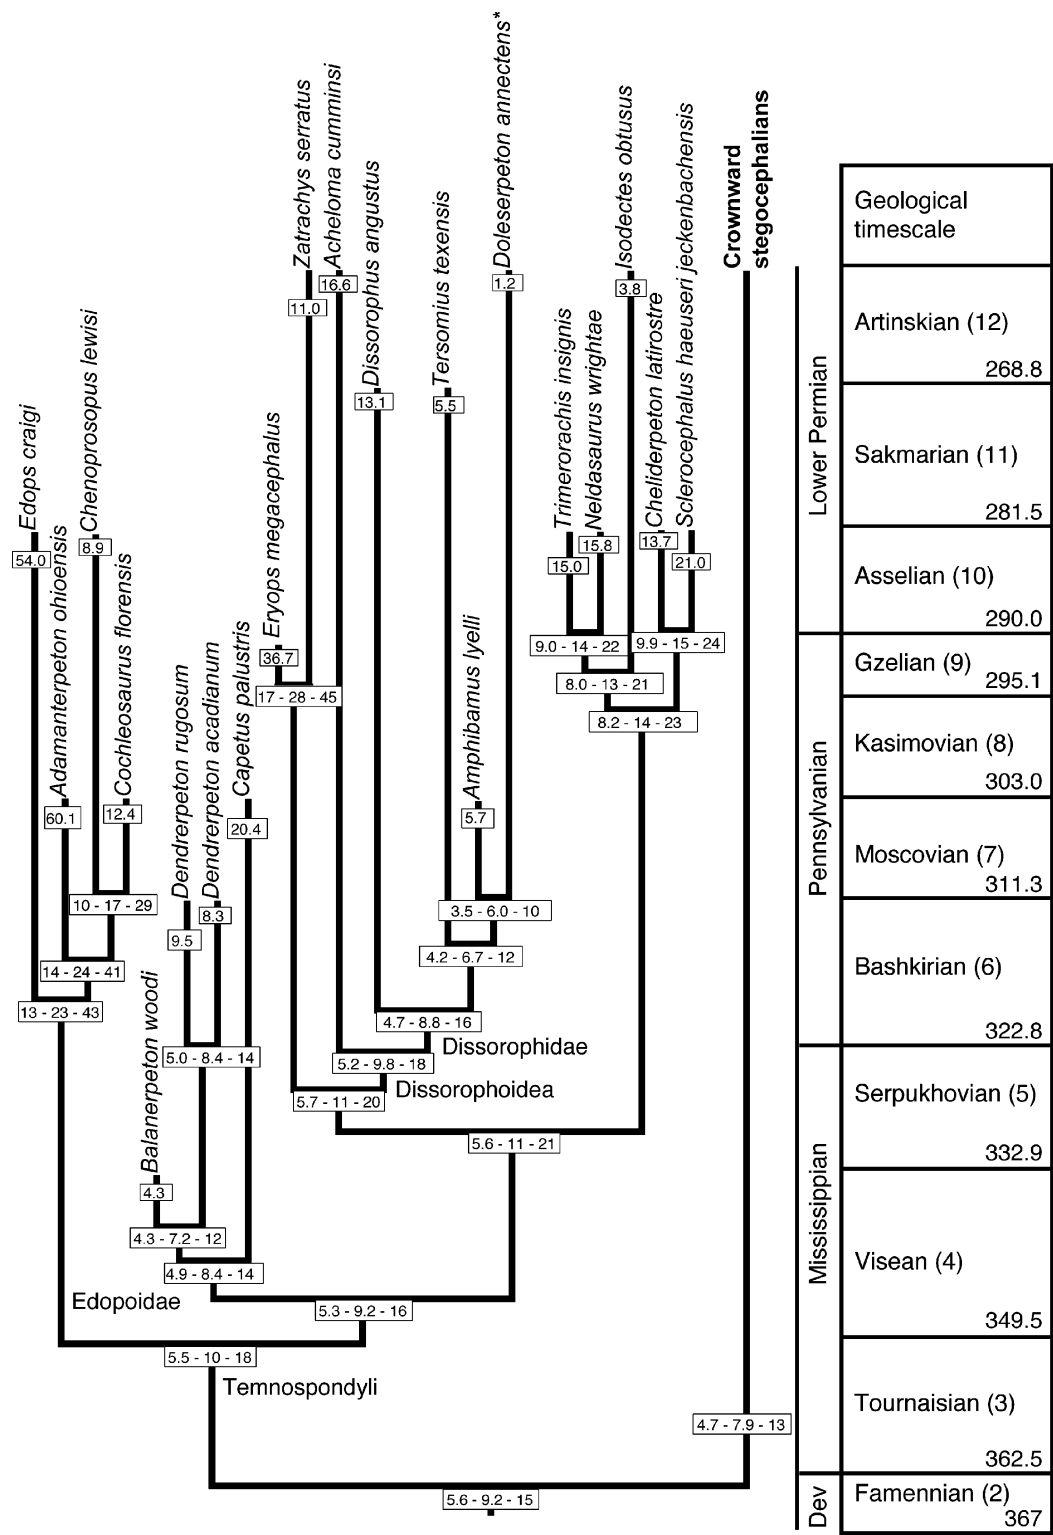 Edops craigi
54.0
Adamanterpeton ohioensis
60.1
Chenoprosopus lewisi
8.9
Cochleosaurus florensis
12.4
10 - 17 - 29
14 - 24 - 41
13 - 23 - 43
Balanerpeton woodi
4.3
Dendrerpeton rugosum
9.5
Dendrerpeton acadianum
8.3
5.0 - 8.4 - 14
4.3 - 7.2 - 12
Capetus palustris
20.4
4.9 - 8.4 - 14
Eryops megacephalus
36.7
Zatrachys serratus
11.0
17 - 28 - 45
Acheloma cumminsi
16.6
Dissorophus angustus
13.1
Tersomius texensis
5.5
Amphibamus lyelli
5.7
Doleserpeton annectens*
1.2
3.5 - 6.0 - 10
4.2 - 6.7 - 12
4.7 - 8.8 - 16
Dissorophidae
5.2 - 9.8 - 18
Dissorophoidea
5.7 - 11 - 20
Trimerorachis insignis
15.0
Neldasaurus wrightae
15.8
9.0 - 14 - 22
Isodectes obtusus
3.8
8.0 - 13 - 21
Cheliderpeton latirostre
13.7
Sclerocephalus haeuseri jeckenbachensis
21.0
9.9 - 15 - 24
8.2 - 14 - 23
5.6 - 11 - 21
Edopoidae
5.3 - 9.2 - 16
5.5 - 10 - 18
Temnospondyli
Crownward
stegocephalians
4.7 - 7.9 - 13
5.6 - 9.2 - 15
Geological
timescale
Lower Permian
Artinskian (12)
268.8
Sakmarian (11)
281.5
Asselian (10)
290.0
Pennsylvanian
Gzelian (9)
295.1
Kasimovian (8)
303.0
Moscovian (7)
311.3
Bashkirian (6)
322.8
Mississippian
Serpukhovian (5)
332.9
Visean (4)
349.5
Tournaisian (3)
362.5
Dev
Famennian (2)
367